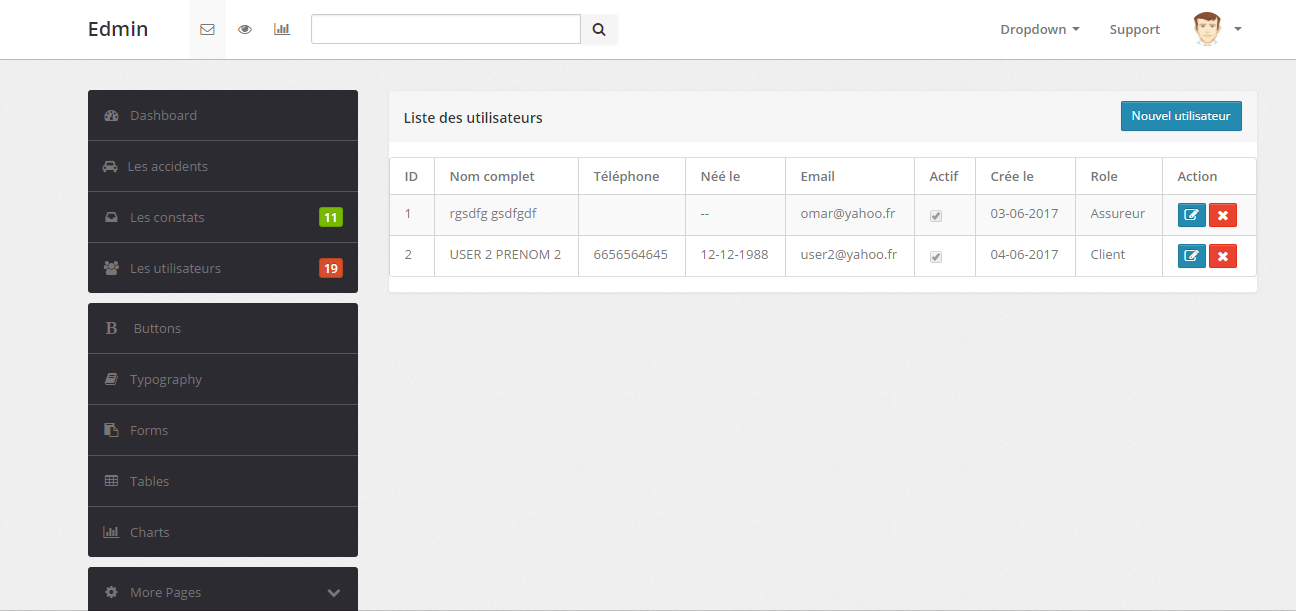 Edmin
Dropdown
Support
Dashboard
Les accidents
Les constats 11
Les utilisateurs 19
B Buttons
Typography
Forms
Tables
Charts
More Pages
Liste des utilisateurs
Nouvel utilisateur
ID Nom complet Téléphone Néé le Email Actif Crée le Role Action
1 rgsdfg gsdfgdf -- omar@yahoo.fr 03-06-2017 Assureur
2 USER 2 PRENOM 2 6656564645 12-12-1988 user2@yahoo.fr 04-06-2017 Client